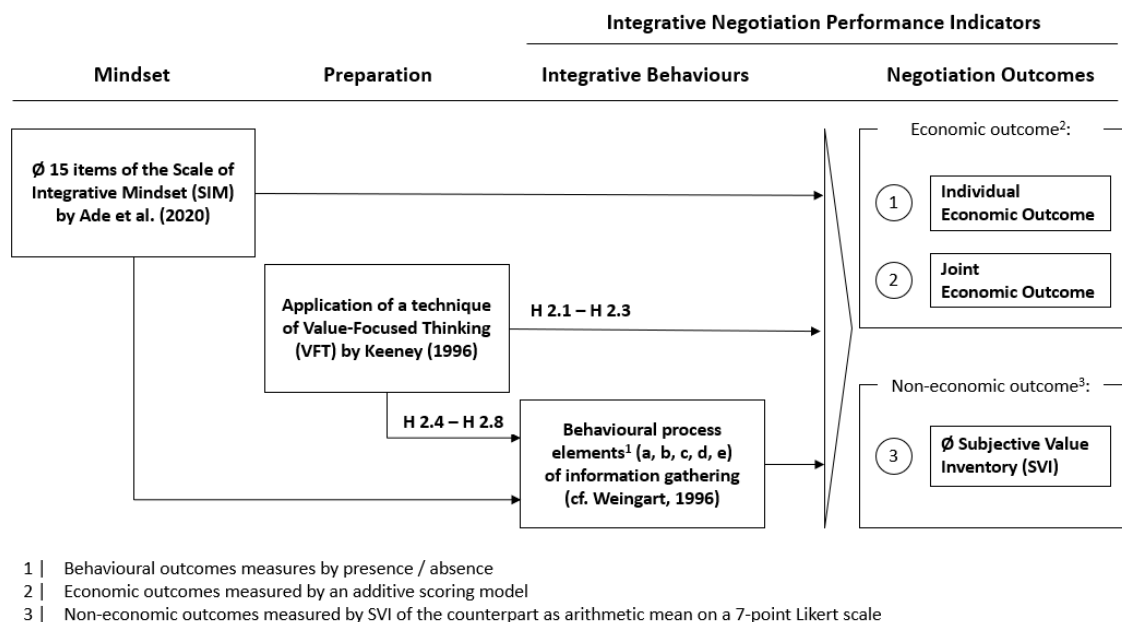 Integrative Negotiation Performance Indicators
Mindset
Preparation
Integrative Behaviours
Negotiation Outcomes
Ø 15 items of the Scale of
Integrative Mindset (SIM)
by Ade et al. (2020)
Application of a technique
of Value-Focused Thinking
(VFT) by Keeney (1996)
H 2.1 – H 2.3
H 2.4 – H 2.8
Behavioural process
elements¹ (a, b, c, d, e)
of information gathering
(cf. Weingart, 1996)
Economic outcome²:
1
Individual
Economic Outcome
2
Joint
Economic Outcome
Non-economic outcome³:
3
Ø Subjective Value
Inventory (SVI)
1 | Behavioural outcomes measures by presence / absence
2 | Economic outcomes measured by an additive scoring model
3 | Non-economic outcomes measured by SVI of the counterpart as arithmetic mean on a 7-point Likert scale